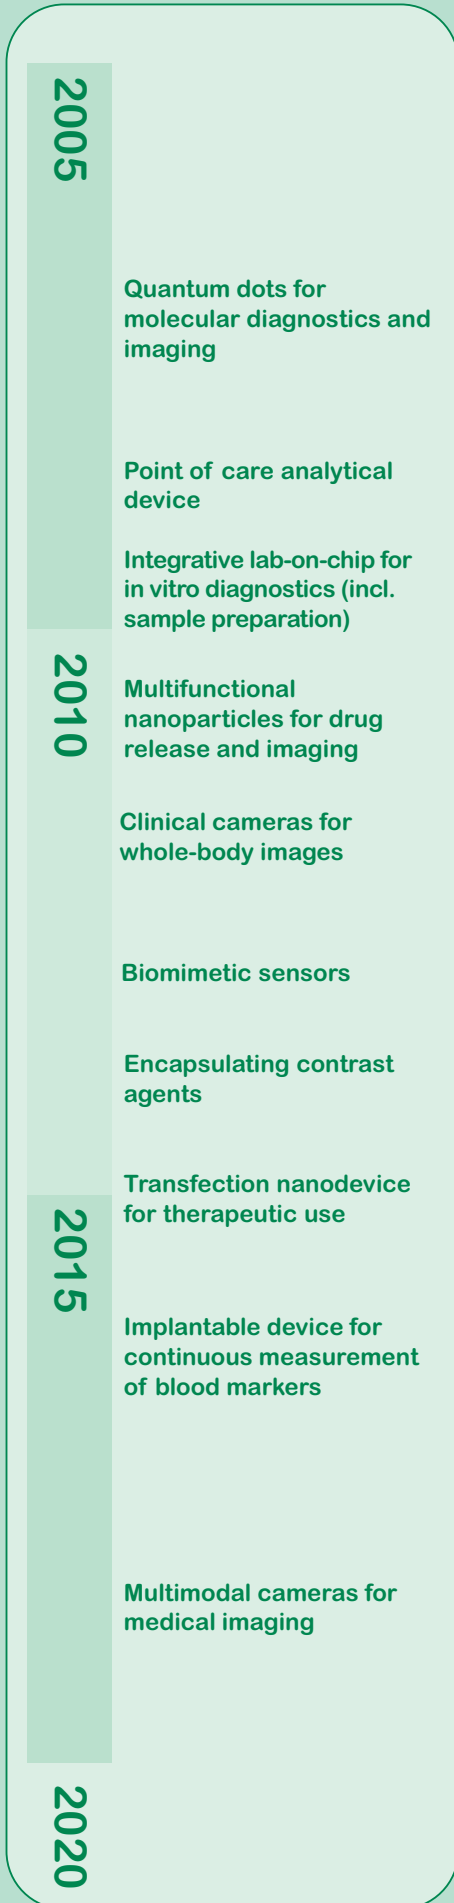 2005
Quantum dots for
molecular diagnostics and
imaging
Point of care analytical
device
Integrative lab-on-chip for
in vitro diagnostics (incl.
sample preparation)
2010
Multifunctional
nanoparticles for drug
release and imaging
Clinical cameras for
whole-body images
Biomimetic sensors
Encapsulating contrast
agents
Transfection nanodevice
for therapeutic use
2015
Implantable device for
continuous measurement
of blood markers
Multimodal cameras for
medical imaging
2020